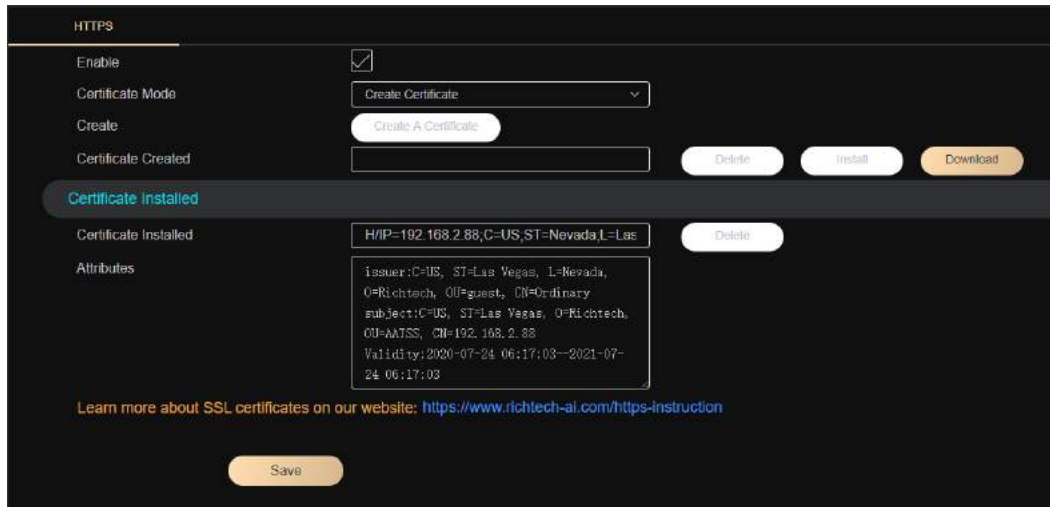 HTTPS
Enable
Certificate Mode Create Certificate
Create Create A Certificate
Certificate Created Delete Install Download
Certificate Installed
Certificate Installed H/IP=192.168.2.88;C=US,ST=Nevada;L=Las Delete
Attributes
issuer:C=US, ST=Las Vegas, L=Nevada,
O=Richtech, OU=guest, CN=Ordinary
subject:C=US, ST=Las Vegas, O=Richtech,
OU=AATSS, CN=192.168.2.88
Validity:2020-07-24 06:17:03--2021-07-
24 06:17:03
Learn more about SSL certificates on our website: https://www.richtech-ai.com/https-instruction
Save